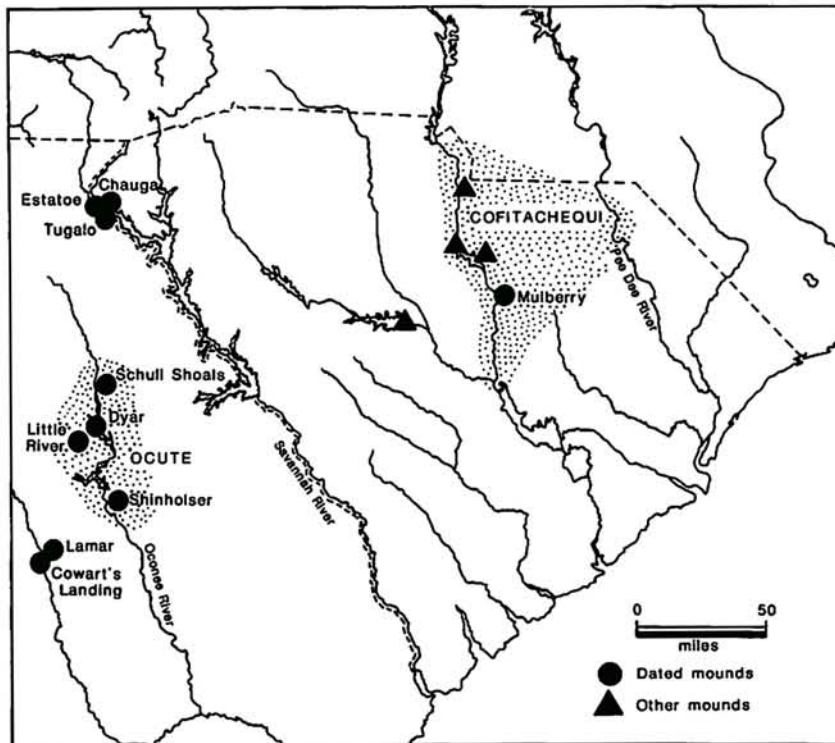 Chauga
Estatoe
Tugalo
COFITACHEQUI
Pee Dee River
Mulberry
Schull Shoals
Dyar
Little
River
OCUTE
Savannah River
Shinholser
Lamar
Cowart's
Landing
Oconee River
0 50
miles
Dated mounds
Other mounds